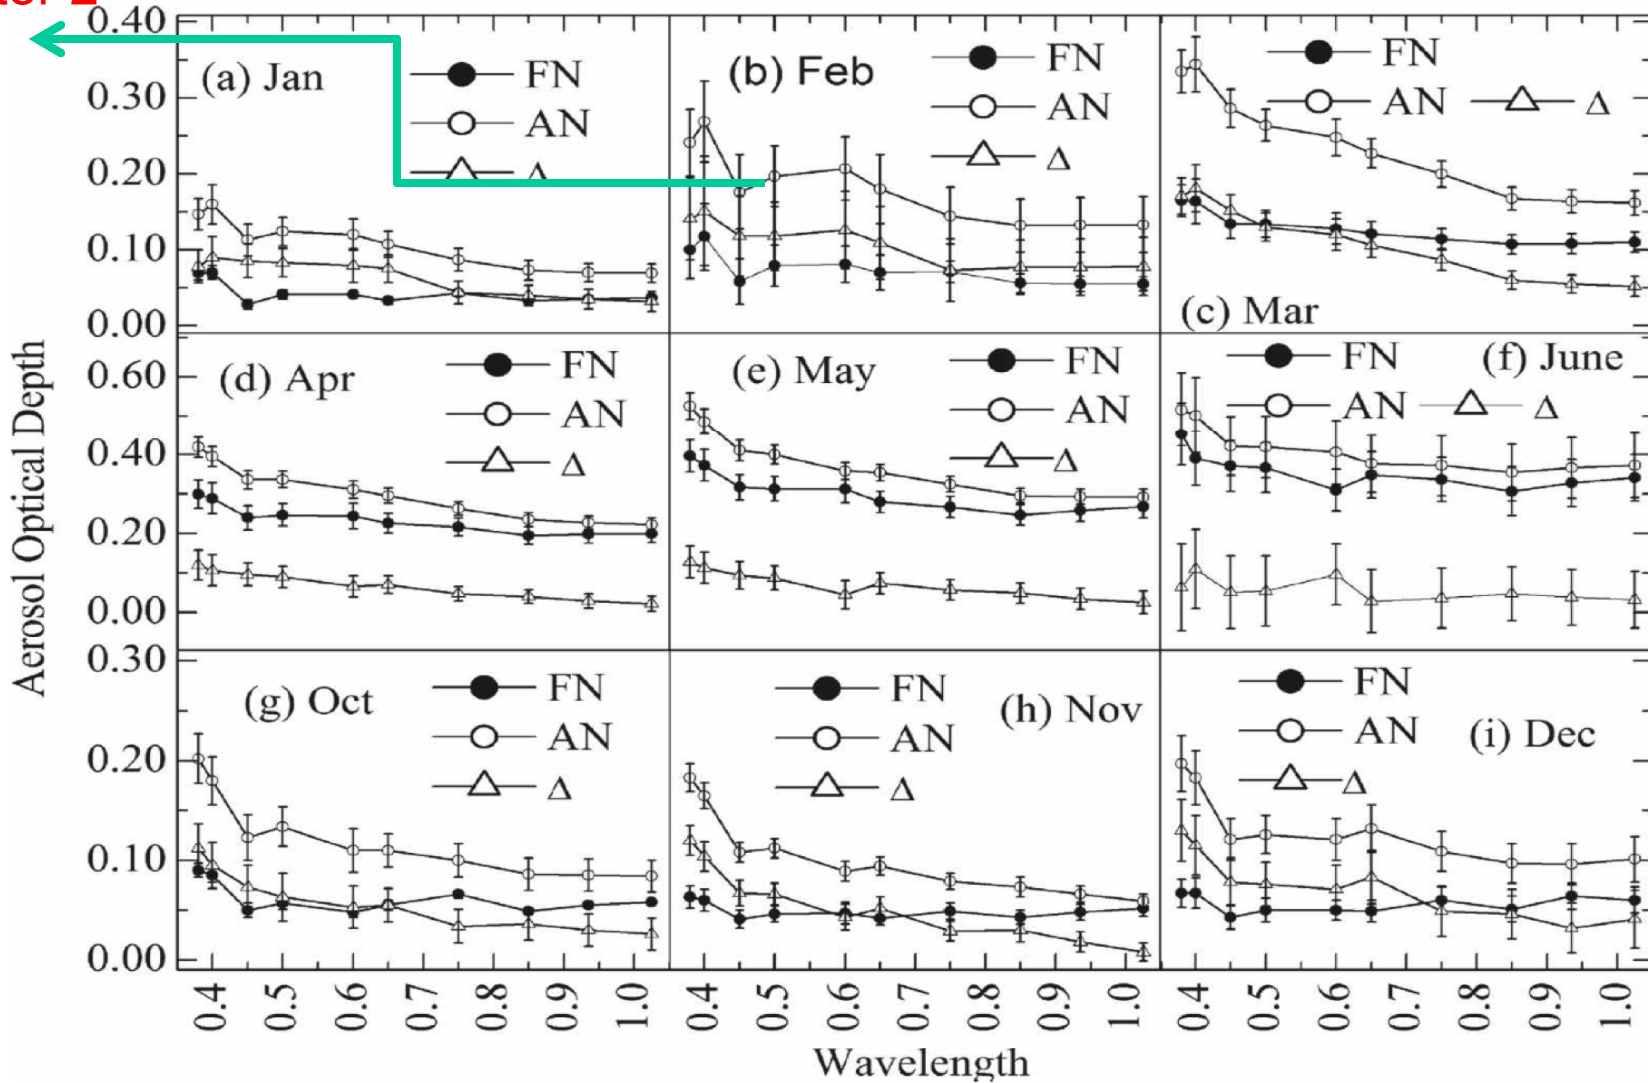 0.40
0.30
0.20
0.10
0.00
(a) Jan
FN
AN
Δ
(b) Feb
FN
AN
Δ
FN
AN
Δ
(c) Mar
0.60
0.40
0.20
0.00
(d) Apr
FN
AN
Δ
(e) May
FN
AN
Δ
FN
(f) June
AN
Δ
0.30
0.20
0.10
0.00
(g) Oct
FN
AN
Δ
FN
(h) Nov
AN
Δ
FN
AN
(i) Dec
Δ
Aerosol Optical Depth
0.4 0.5 0.6 0.7 0.8 0.9 1.0
0.4 0.5 0.6 0.7 0.8 0.9 1.0
0.4 0.5 0.6 0.7 0.8 0.9 1.0
Wavelength